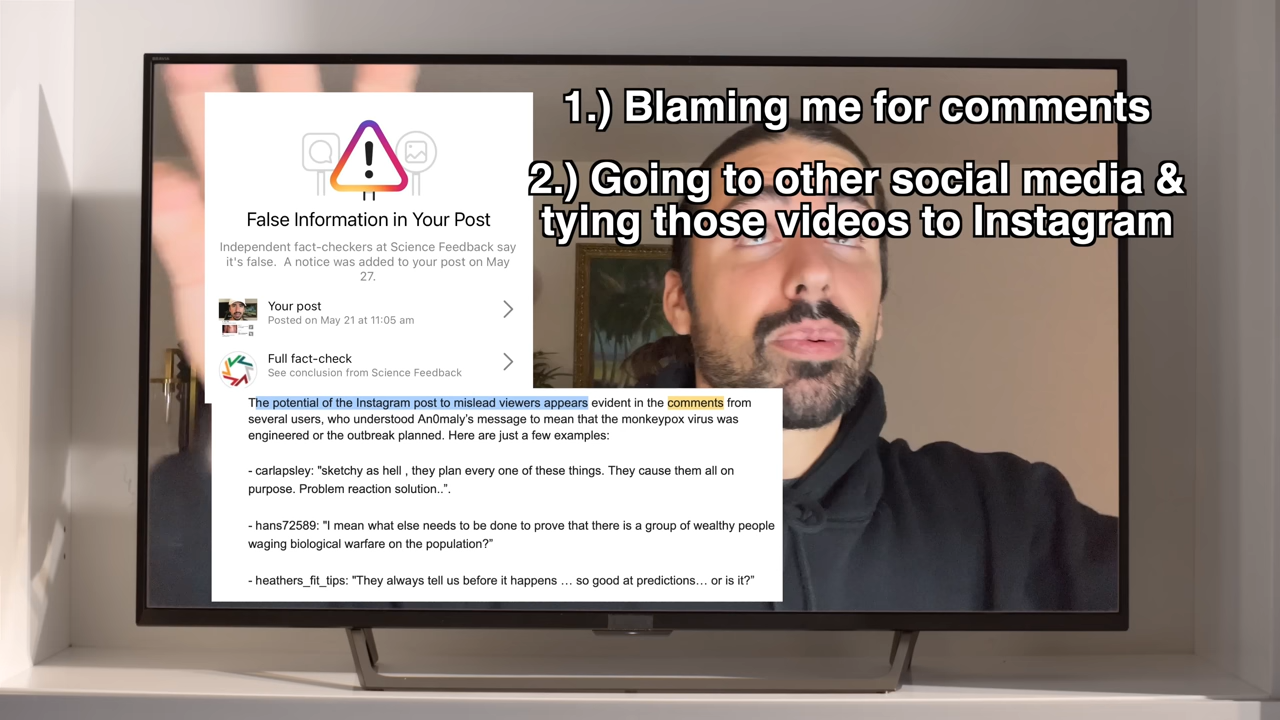 1.) Blaming me for comments
2.) Going to other social media &
tying those videos to Instagram
False Information in Your Post
Independent fact-checkers at Science Feedback say
it's false.  A notice was added to your post on May
27.
Your post
Posted on May 21 at 11:05 am
Full fact-check
See conclusion from Science Feedback
The potential of the Instagram post to mislead viewers appears evident in the comments from
several users, who understood An0maly's message to mean that the monkeypox virus was
engineered or the outbreak planned. Here are just a few examples:
- carlapsley: "sketchy as hell , they plan every one of these things. They cause them all on
purpose. Problem reaction solution..".
- hans72589: "I mean what else needs to be done to prove that there is a group of wealthy people
waging biological warfare on the population?"
- heathers_fit_tips: "They always tell us before it happens … so good at predictions… or is it?"